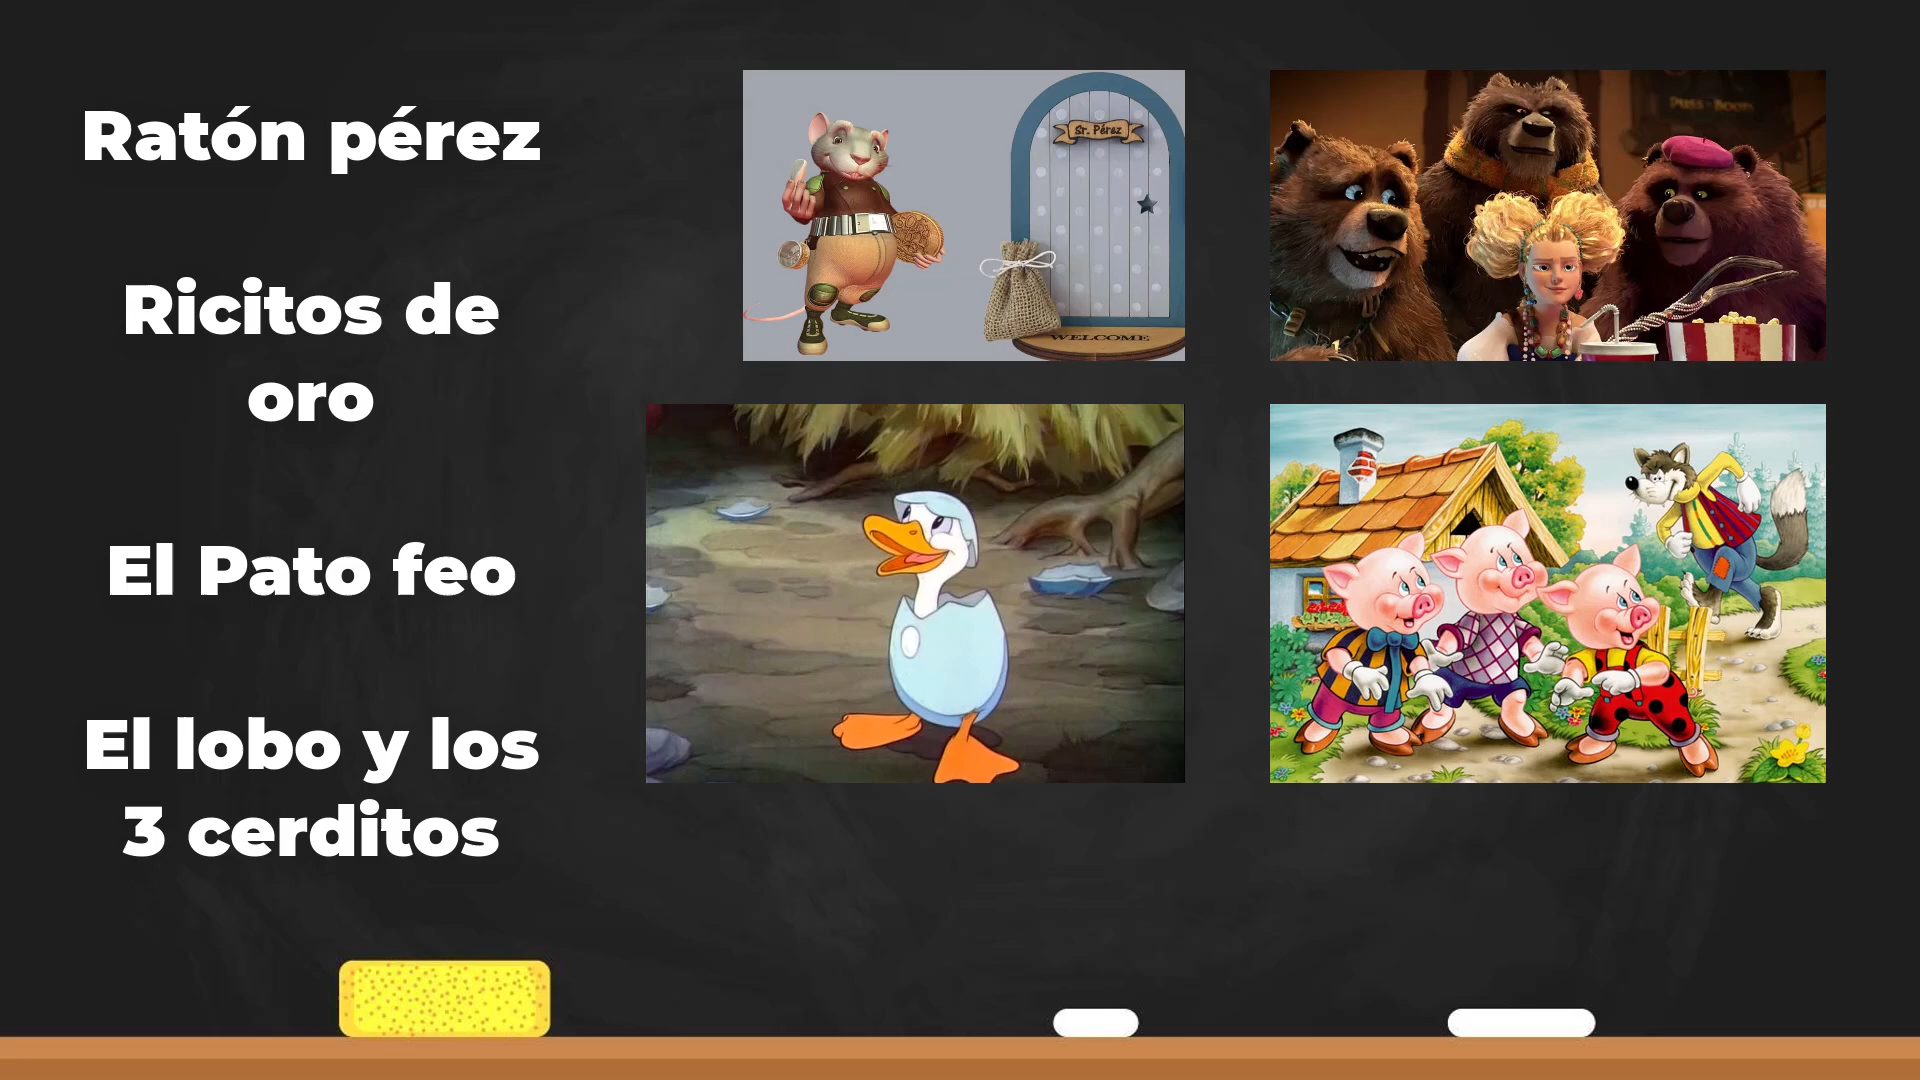 Ratón pérez
Ricitos de
oro
El Pato feo
El lobo y los
3 cerditos
Sr. Pérez
WELCOME